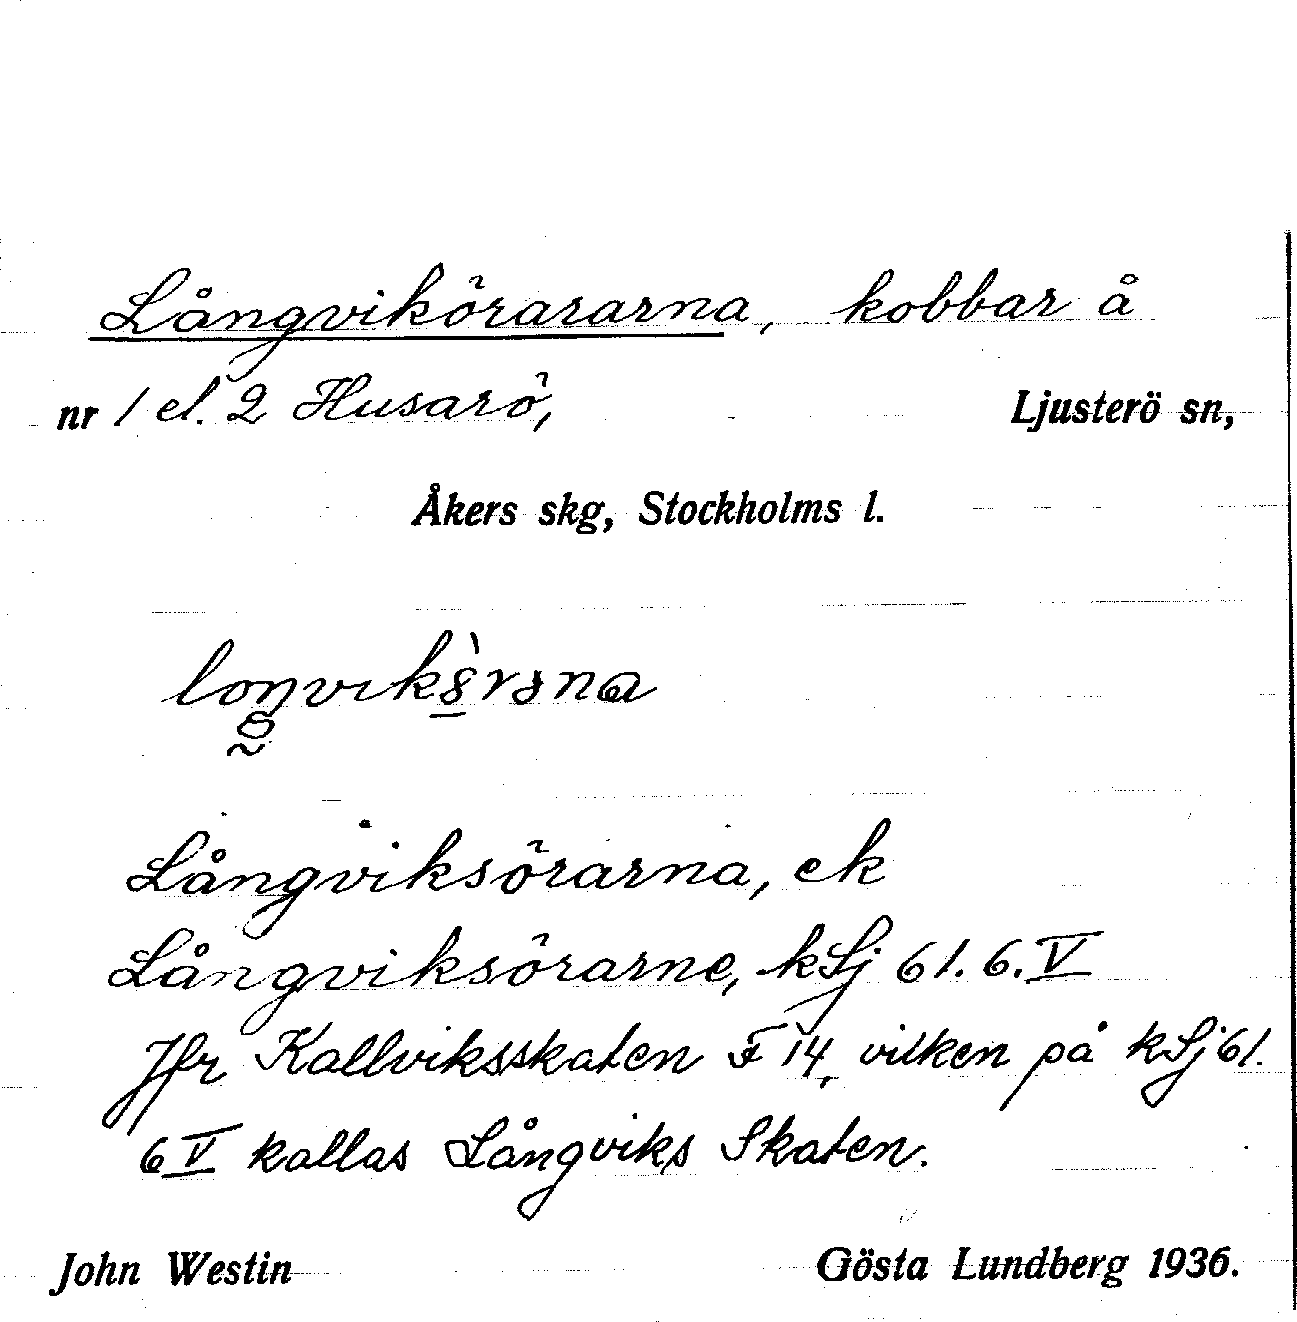 Långvikörararna, kobbar å
nr 1 el. 2 Husarö, Ljusterö sn,
Åkers skg, Stockholms l.
Långviksörarna, ek
Långviksörarne, kSj 61. 6. V
Jfr Kallviksskaten F 14, vilken på kSj 61.
6 V kallas Långviks Skaten.
John Westin Gösta Lundberg 1936.